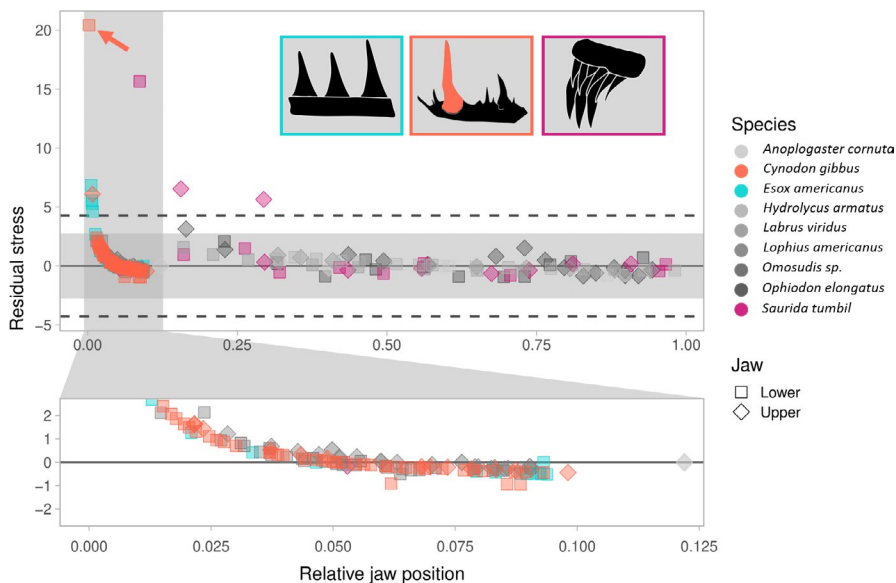 20
15
10
5
0
−5
Residual stress
0.00
0.25
0.50
0.75
1.00
2
1
0
−1
−2
0.000
0.025
0.050
0.075
0.100
0.125
Relative jaw position
Species
Anoplogaster cornuta
Cynodon gibbus
Esox americanus
Hydrolycus armatus
Labrus viridus
Lophius americanus
Omosudis sp.
Ophiodon elongatus
Saurida tumbil
Jaw
Lower
Upper